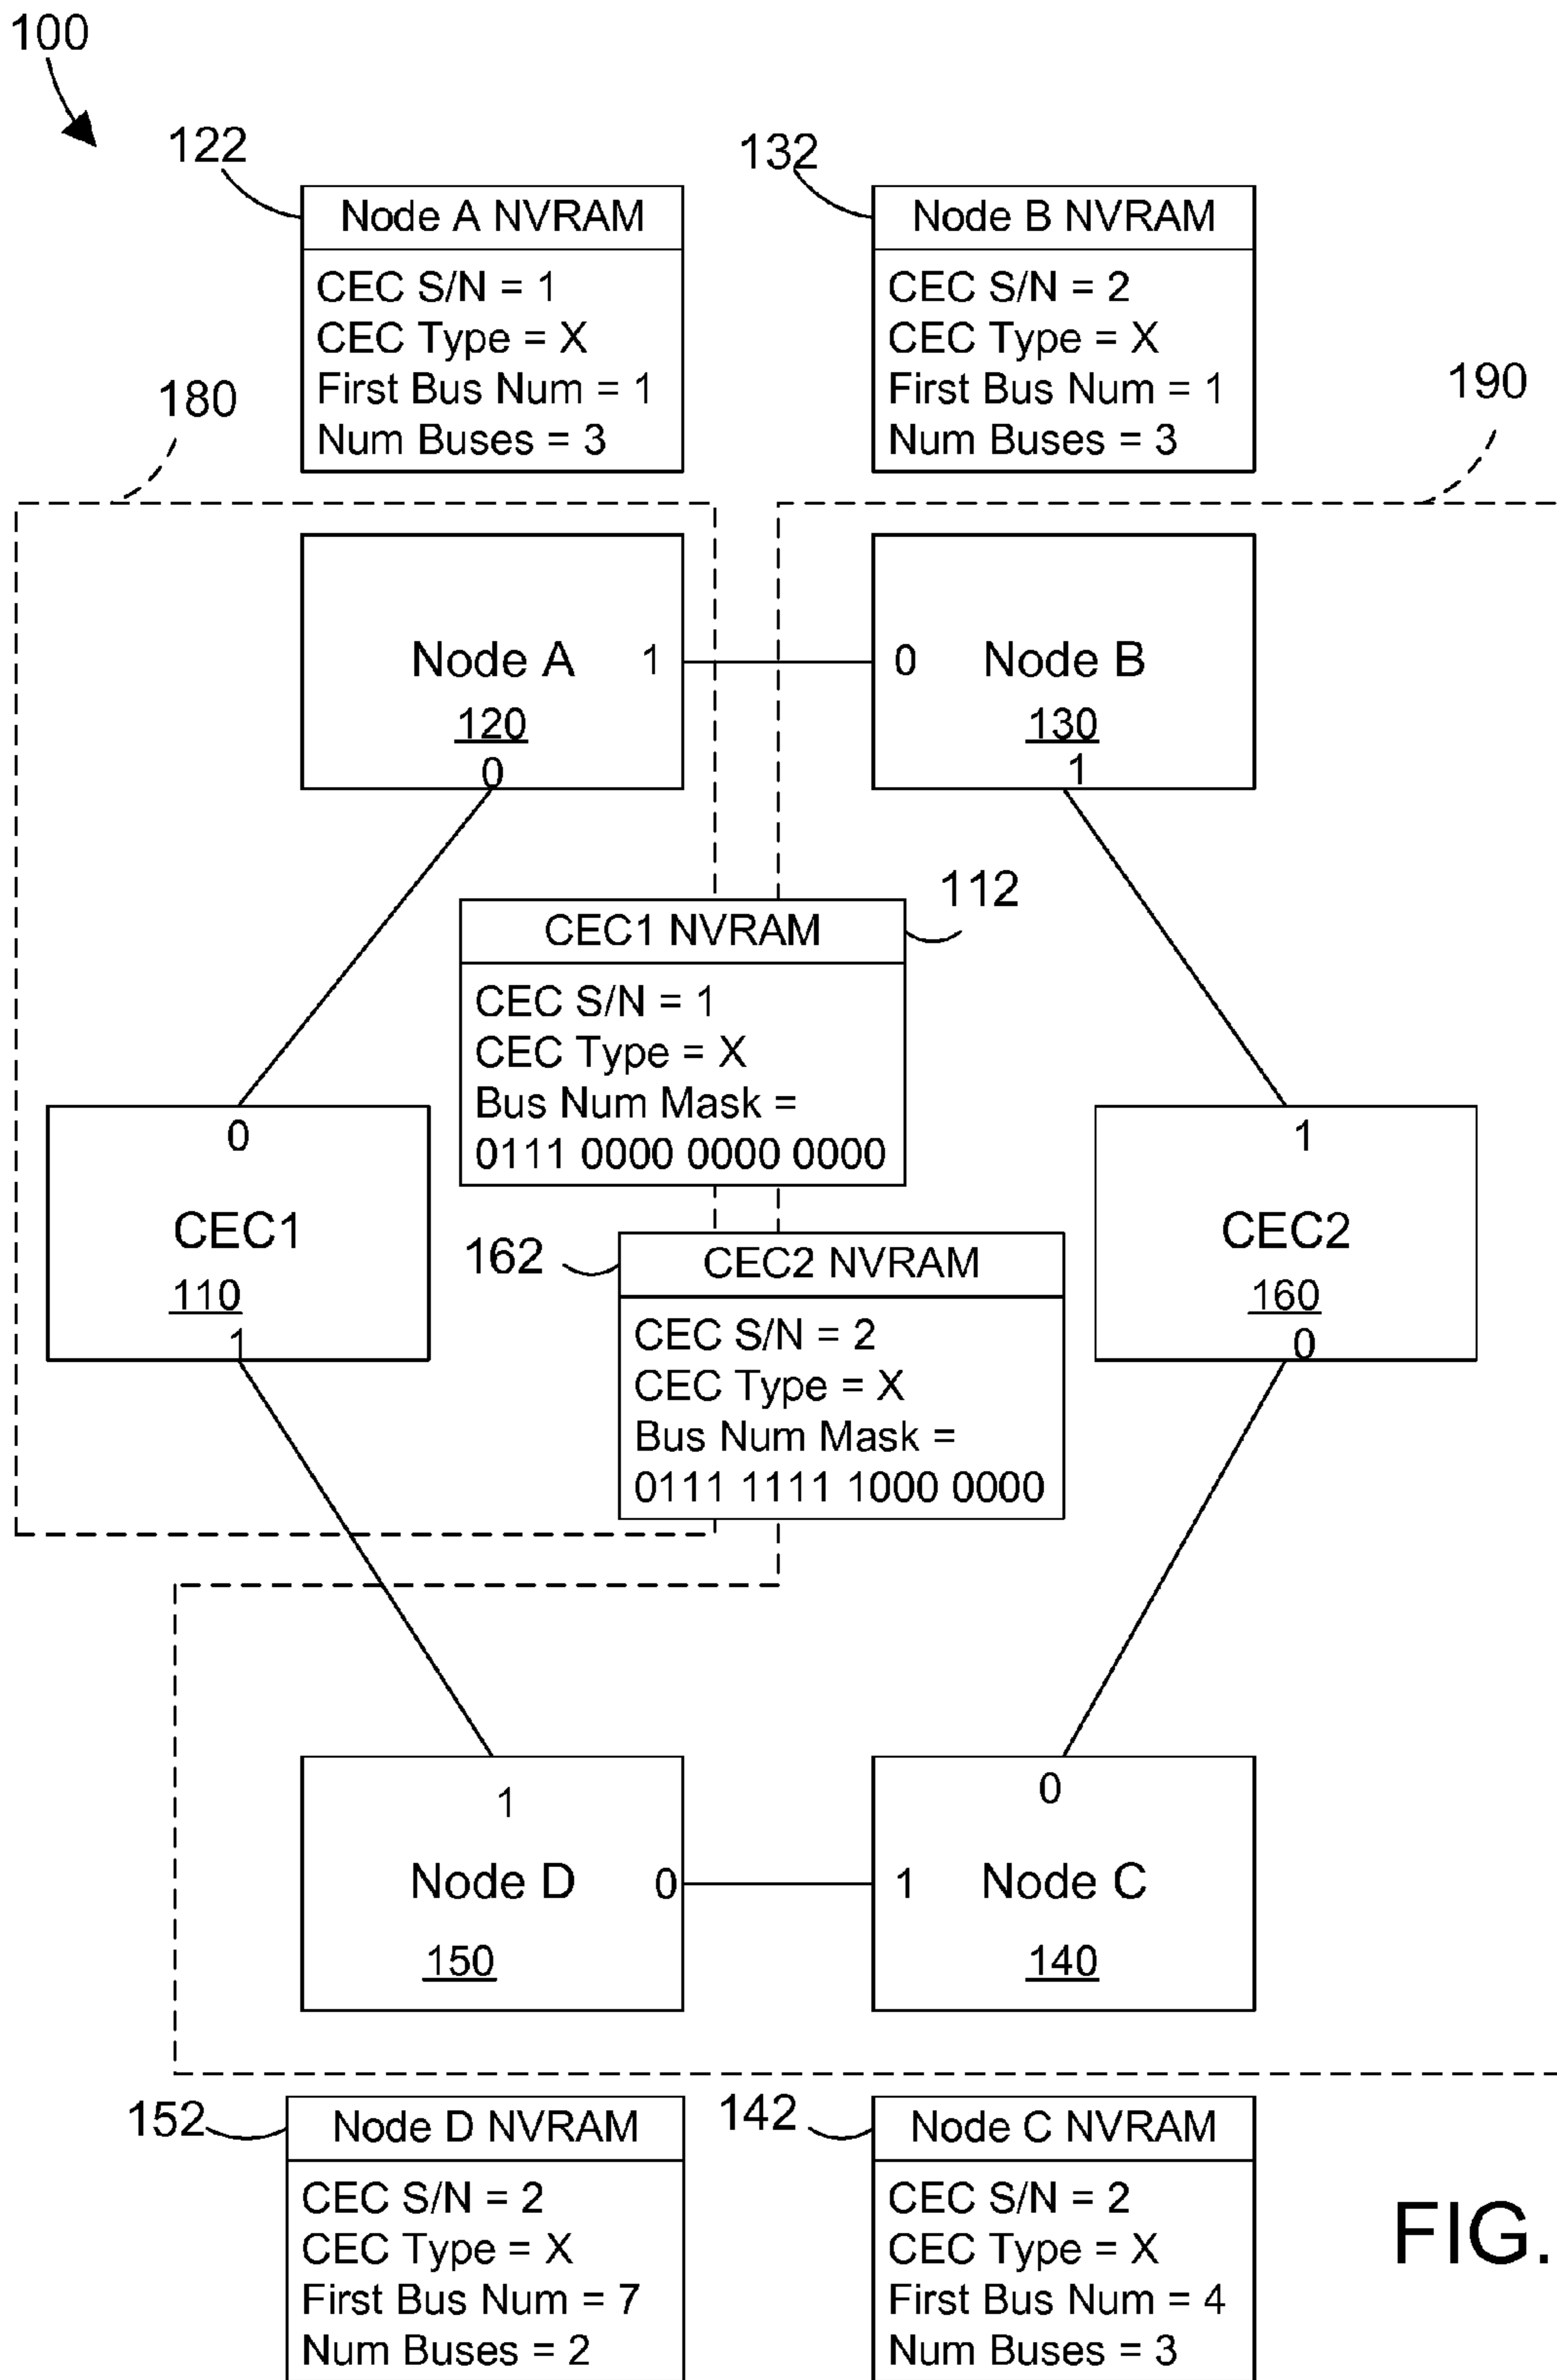 100
122
132
Node A NVRAM
CEC S/N = 1
CEC Type = X
First Bus Num = 1
Num Buses = 3
Node B NVRAM
CEC S/N = 2
CEC Type = X
First Bus Num = 1
Num Buses = 3
180
190
Node A
1
120
0
0
Node B
130
1
112
CEC1 NVRAM
CEC S/N = 1
CEC Type = X
Bus Num Mask =
0111 0000 0000 0000
0
CEC1
110
1
162
CEC2 NVRAM
CEC S/N = 2
CEC Type = X
Bus Num Mask =
0111 1111 1000 0000
1
CEC2
160
0
1
Node D
0
150
0
1
Node C
140
152
Node D NVRAM
CEC S/N = 2
CEC Type = X
First Bus Num = 7
Num Buses = 2
142
Node C NVRAM
CEC S/N = 2
CEC Type = X
First Bus Num = 4
Num Buses = 3
FIG.